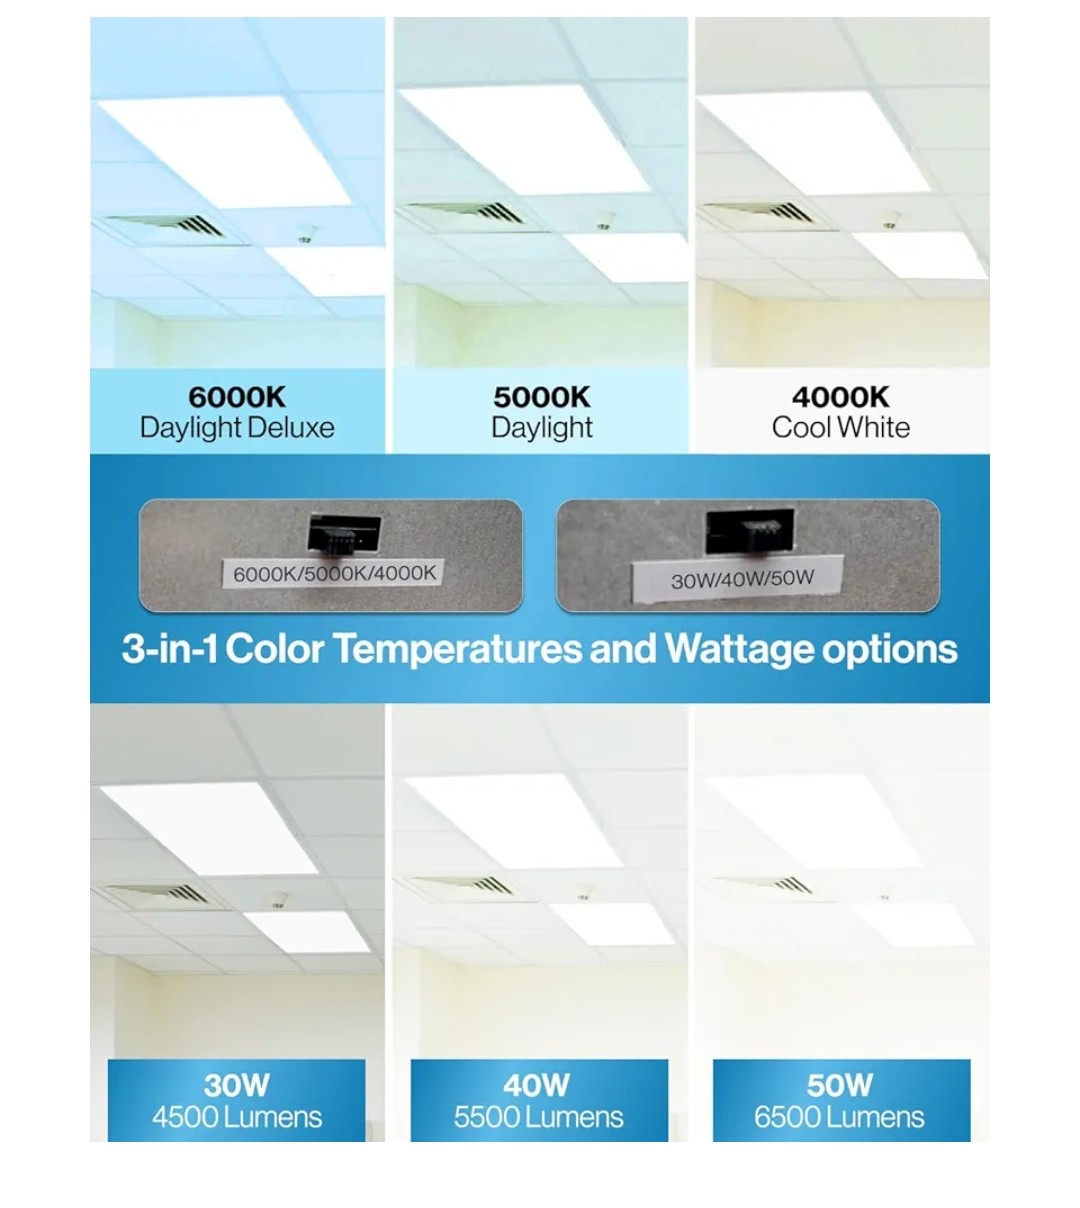 6000K
Daylight Deluxe
5000K
Daylight
4000K
Cool White
6000K/5000K/4000K
30W/40W/50W
3-in-1 Color Temperatures and Wattage options
30W
4500 Lumens
40W
5500 Lumens
50W
6500 Lumens